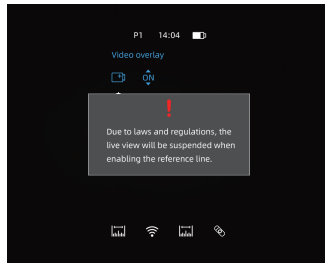 P1 14:04
Video overlay
ON
!
Due to laws and regulations, the
live view will be suspended when
enabling the reference line.